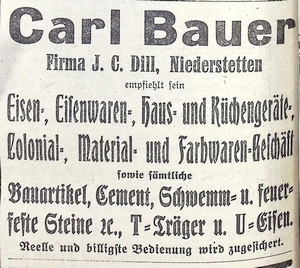 Carl Bauer
Firma J. C. Dill, Niederstetten
empfiehlt sein
Eisen-, Eisenwaren-, Haus- und Küchengeräte-,
Colonial-, Material- und Farbwaren-Geschäft
sowie sämtliche
Bauartikel, Cement, Schwemm- u. feuer-
feste Steine ꝛc., T-Träger u. U-Eisen.
Reelle und billigste Bedienung wird zugesichert.